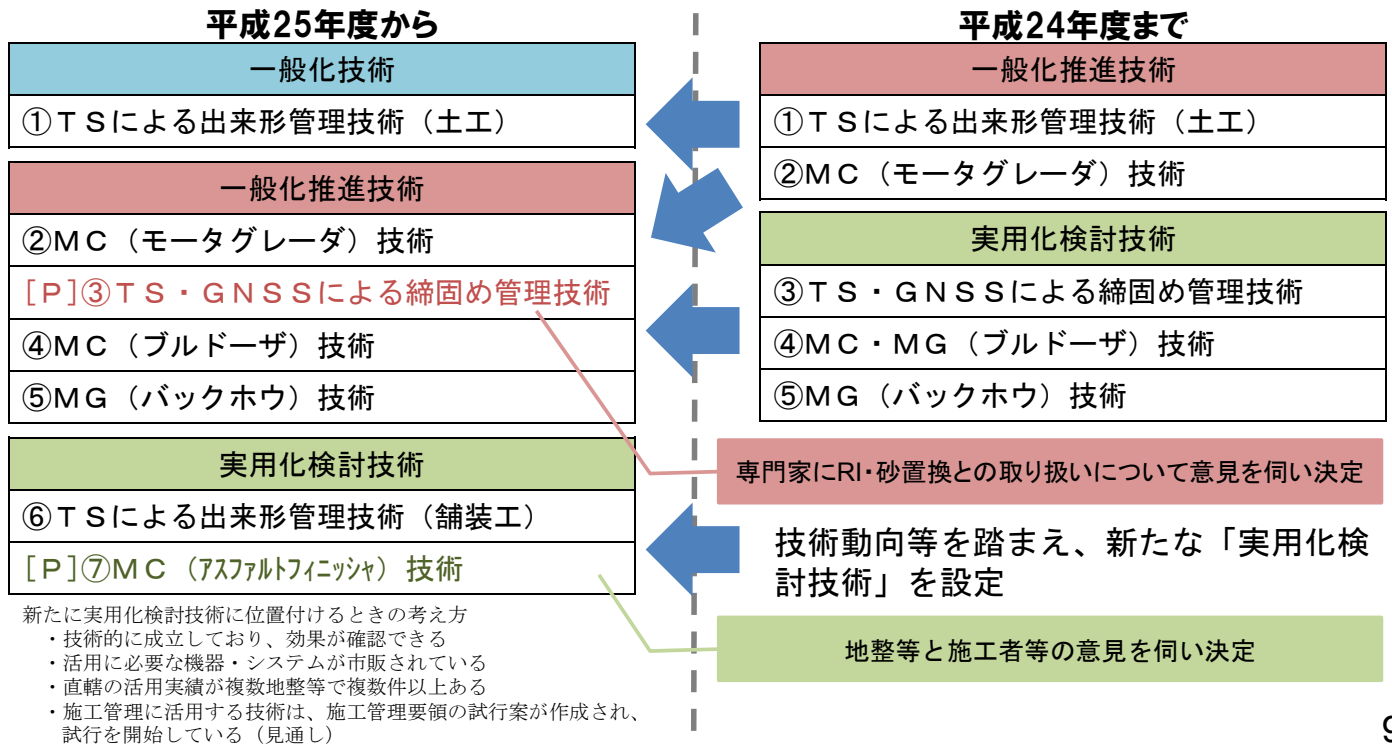 平成25年度から
一般化技術
①ＴＳによる出来形管理技術（土工）
一般化推進技術
②ＭＣ（モータグレーダ）技術
[Ｐ]③ＴＳ・ＧＮＳＳによる締固め管理技術
④ＭＣ（ブルドーザ）技術
⑤ＭＧ（バックホウ）技術
実用化検討技術
⑥ＴＳによる出来形管理技術（舗装工）
[Ｐ]⑦ＭＣ（ｱｽﾌｧﾙﾄﾌｨﾆｯｼｬ）技術
新たに実用化検討技術に位置付けるときの考え方
・技術的に成立しており、効果が確認できる
・活用に必要な機器・システムが市販されている
・直轄の活用実績が複数地整等で複数件以上ある
・施工管理に活用する技術は、施工管理要領の試行案が作成され、
試行を開始している（見通し）
平成24年度まで
一般化推進技術
①ＴＳによる出来形管理技術（土工）
②ＭＣ（モータグレーダ）技術
実用化検討技術
③ＴＳ・ＧＮＳＳによる締固め管理技術
④ＭＣ・ＭＧ（ブルドーザ）技術
⑤ＭＧ（バックホウ）技術
専門家にRI・砂置換との取り扱いについて意見を伺い決定
技術動向等を踏まえ、新たな「実用化検
討技術」を設定
地整等と施工者等の意見を伺い決定
9